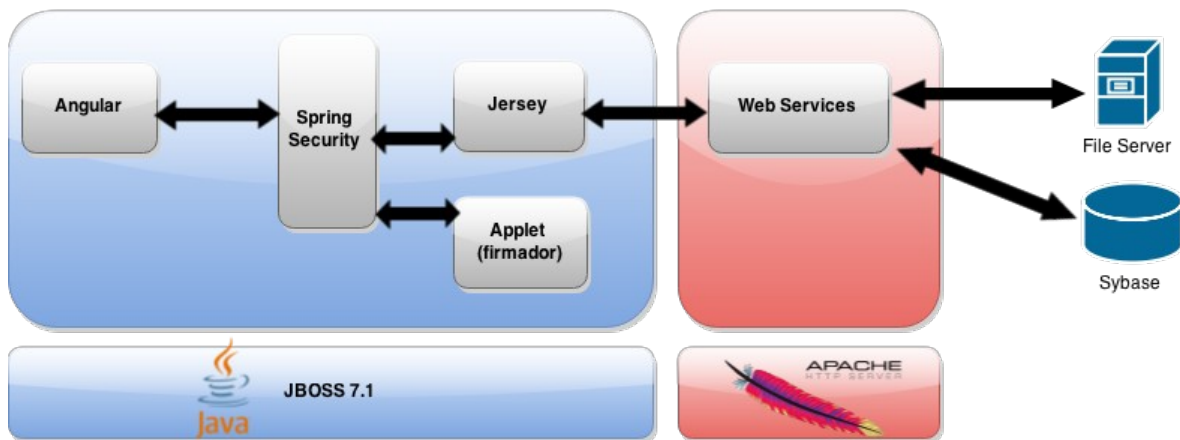 Angular
Spring
Security
Jersey
Applet
(firmador)
Web Services
File Server
Sybase
Java
JBOSS 7.1
APACHE
HTTP SERVER